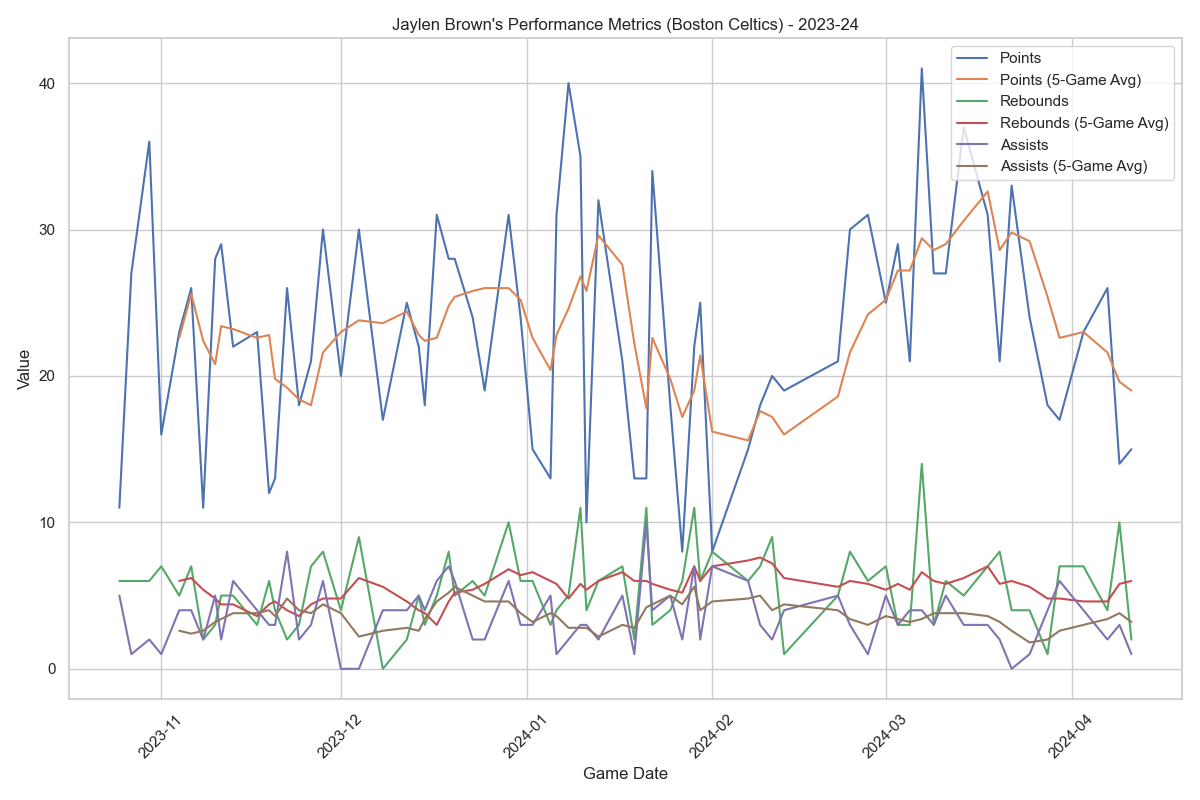 Jaylen Brown's Performance Metrics (Boston Celtics) - 2023-24
Points
Points (5-Game Avg)
Rebounds
Rebounds (5-Game Avg)
Assists
Assists (5-Game Avg)
Value
40
30
20
10
0
2023-11
2023-12
2024-01
2024-02
2024-03
2024-04
Game Date